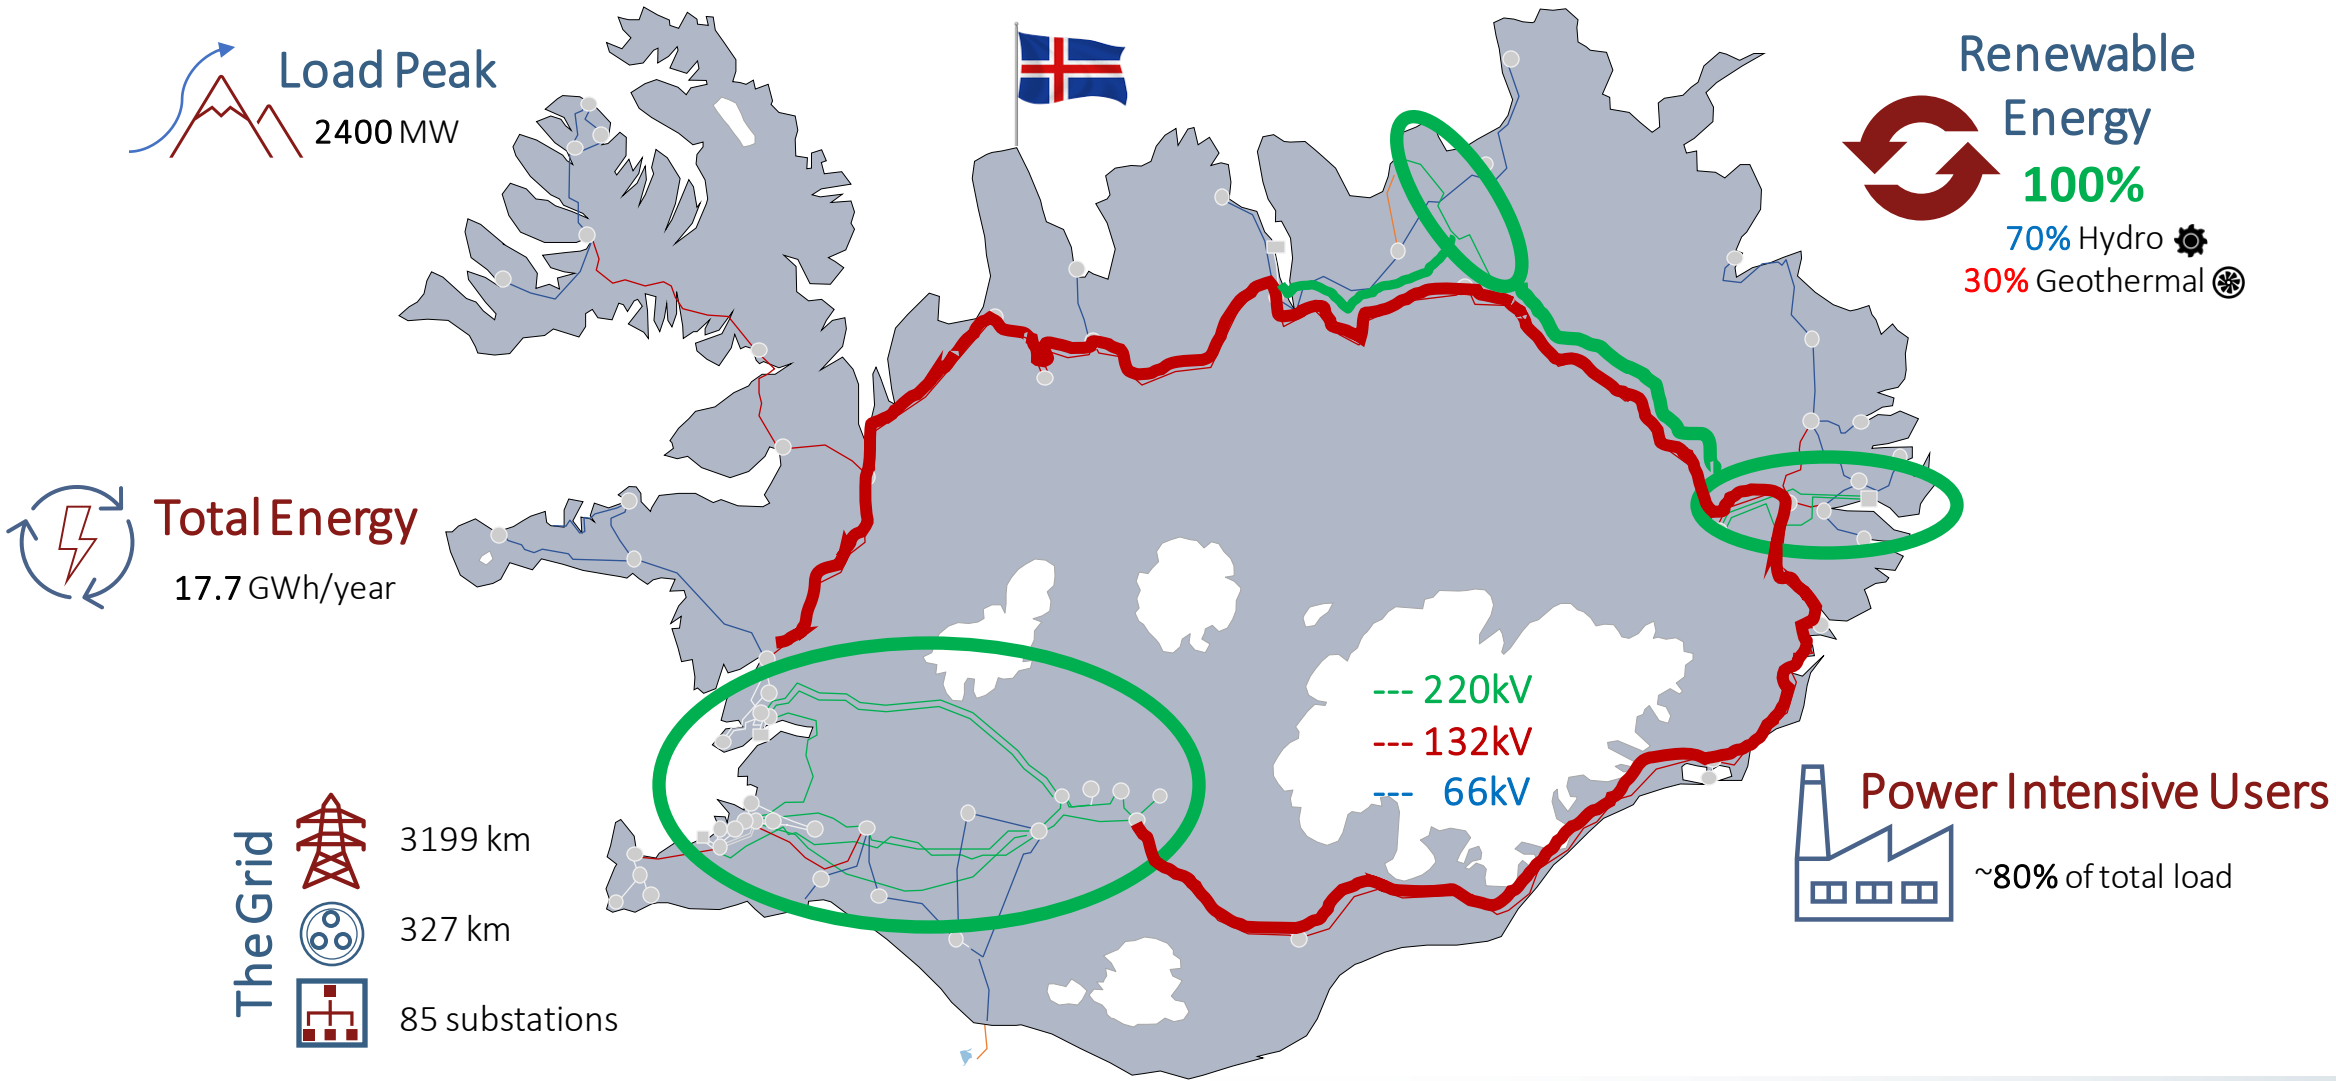 Load Peak
2400 MW
Renewable
Energy
100%
70% Hydro
30% Geothermal
Total Energy
17.7 GWh/year
--- 220kV
--- 132kV
--- 66kV
The Grid
3199 km
327 km
85 substations
Power Intensive Users
~80% of total load